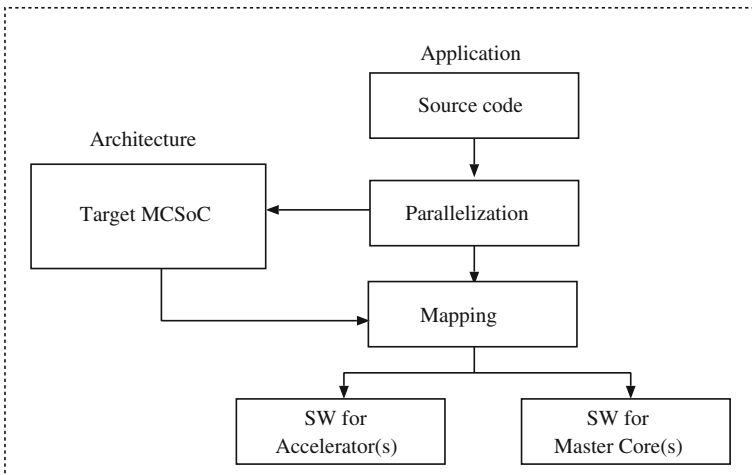 Application
Source code
Architecture
Target MCSoC
Parallelization
Mapping
SW for
Accelerator(s)
SW for
Master Core(s)